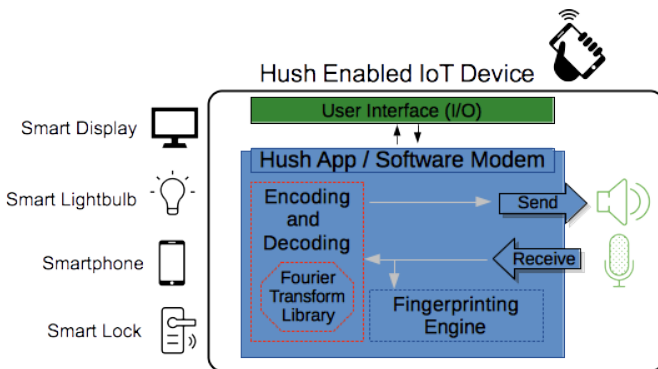 Hush Enabled IoT Device
Smart Display
Smart Lightbulb
Smartphone
Smart Lock
User Interface (I/O)
Hush App / Software Modem
Encoding
and
Decoding
Fourier
Transform
Library
Send
Receive
Fingerprinting
Engine